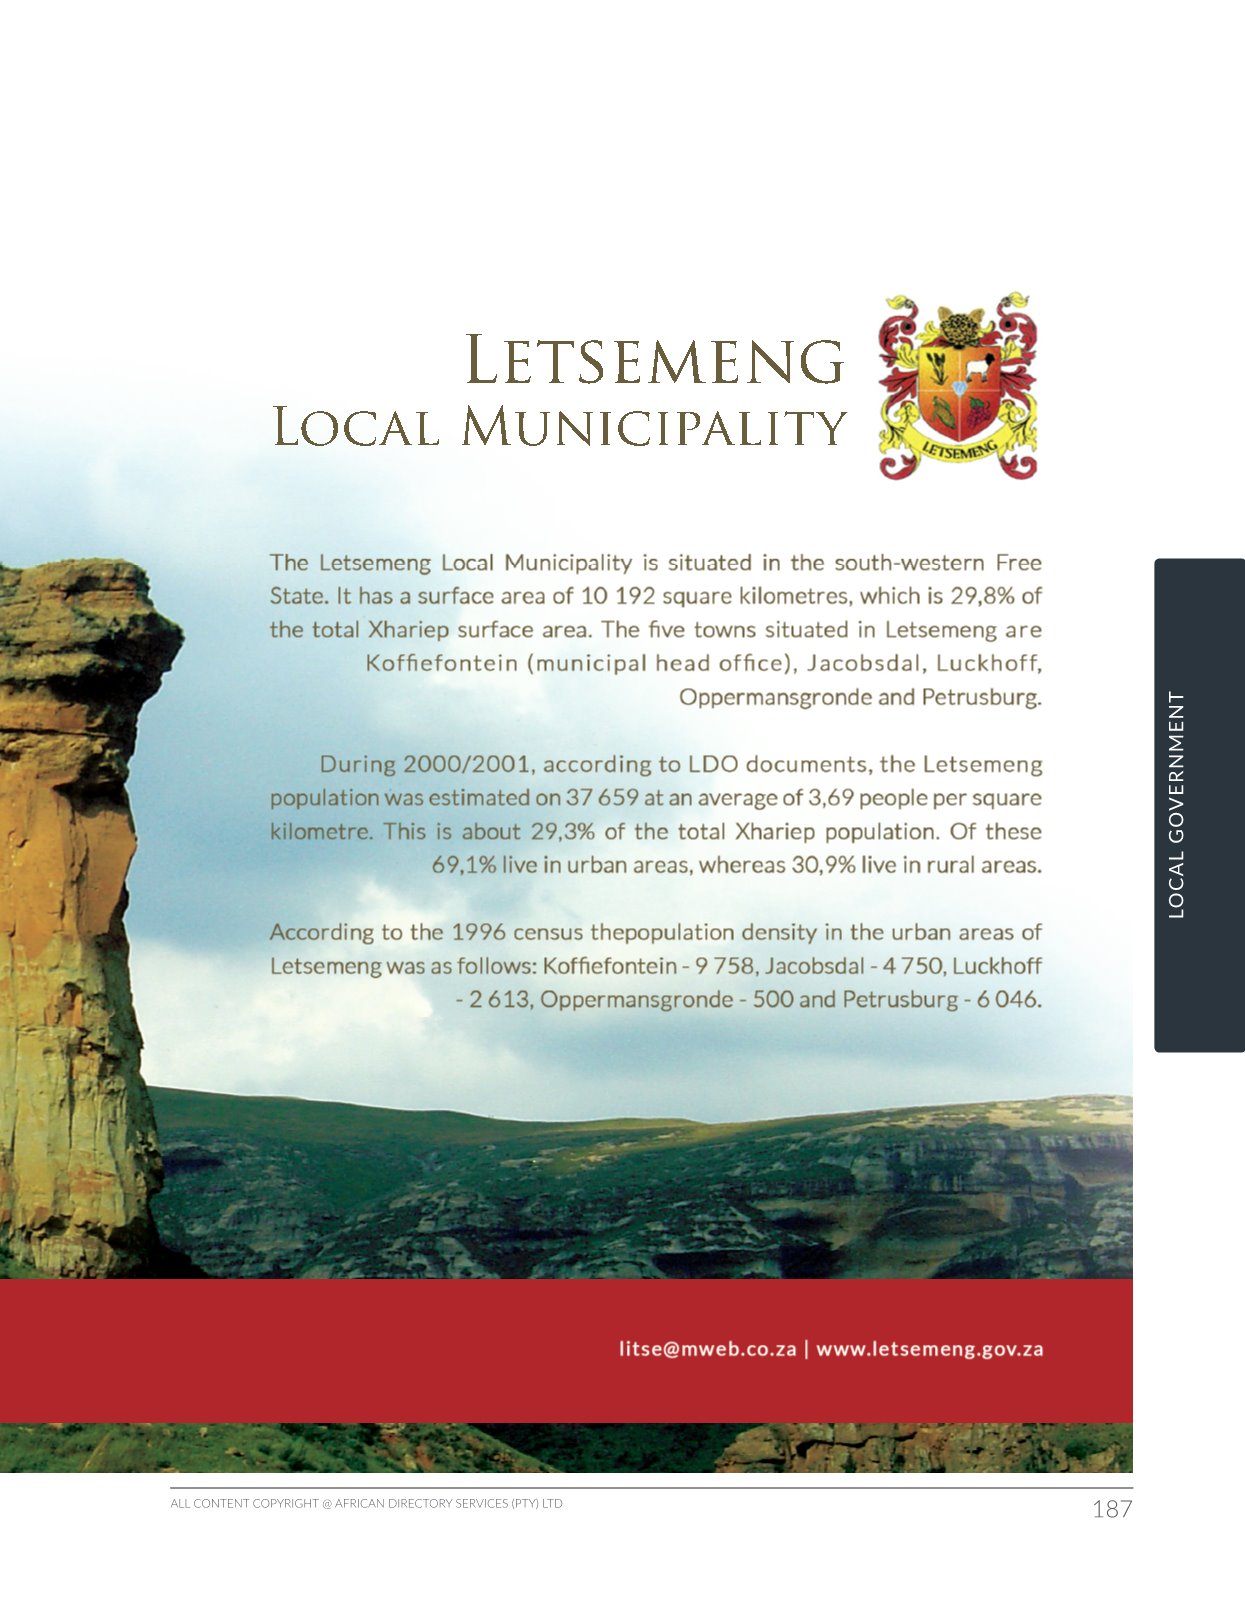 LETSEMENG
LOCAL MUNICIPALITY
LETSEMENG
The Letsemeng Local Municipality is situated in the south-western Free
State. It has a surface area of 10 192 square kilometres, which is 29,8% of
the total Xhariep surface area. The five towns situated in Letsemeng are
Koffiefontein (municipal head office), Jacobsdal, Luckhoff,
Oppermansgronde and Petrusburg.
During 2000/2001, according to LDO documents, the Letsemeng
population was estimated on 37 659 at an average of 3,69 people per square
kilometre. This is about 29,3% of the total Xhariep population. Of these
69,1% live in urban areas, whereas 30,9% live in rural areas.
According to the 1996 census thepopulation density in the urban areas of
Letsemeng was as follows: Koffiefontein - 9 758, Jacobsdal - 4 750, Luckhoff
- 2 613, Oppermansgronde - 500 and Petrusburg - 6 046.
LOCAL GOVERNMENT
litse@mweb.co.za | www.letsemeng.gov.za
ALL CONTENT COPYRIGHT @ AFRICAN DIRECTORY SERVICES (PTY) LTD
187